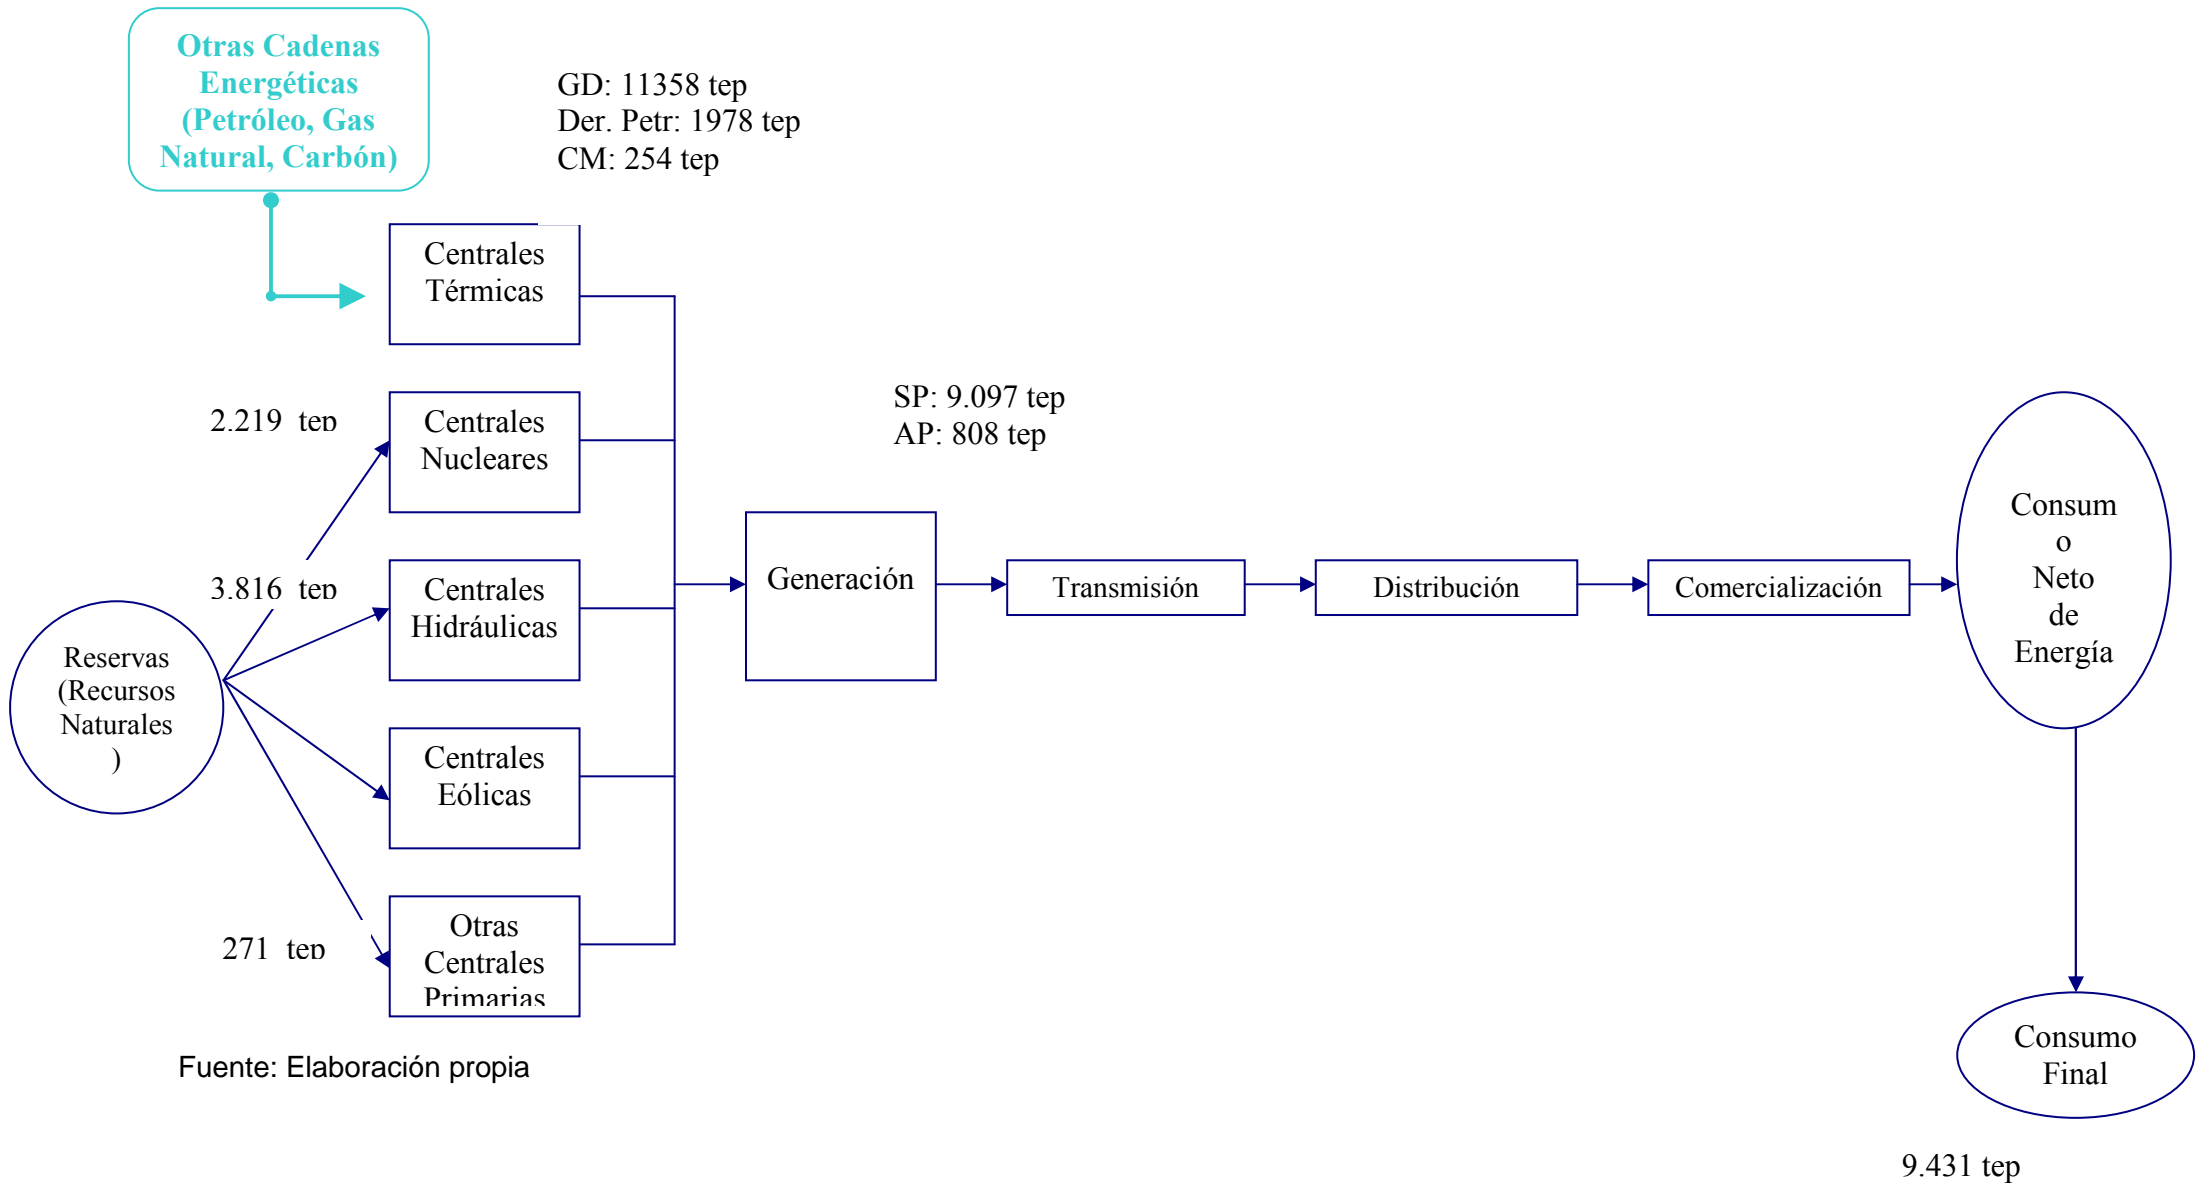 Otras Cadenas
Energéticas
(Petróleo, Gas
Natural, Carbón)
GD: 11358 tep
Der. Petr: 1978 tep
CM: 254 tep
Centrales
Térmicas
2.219 tep
Centrales
Nucleares
SP: 9.097 tep
AP: 808 tep
3.816 tep
Centrales
Hidráulicas
Generación
Transmisión
Distribución
Comercialización
Consum
o
Neto
de
Energía
Reservas
(Recursos
Naturales
)
Centrales
Eólicas
271 tep
Otras
Centrales
Primarias
Consumo
Final
Fuente: Elaboración propia
9.431 tep